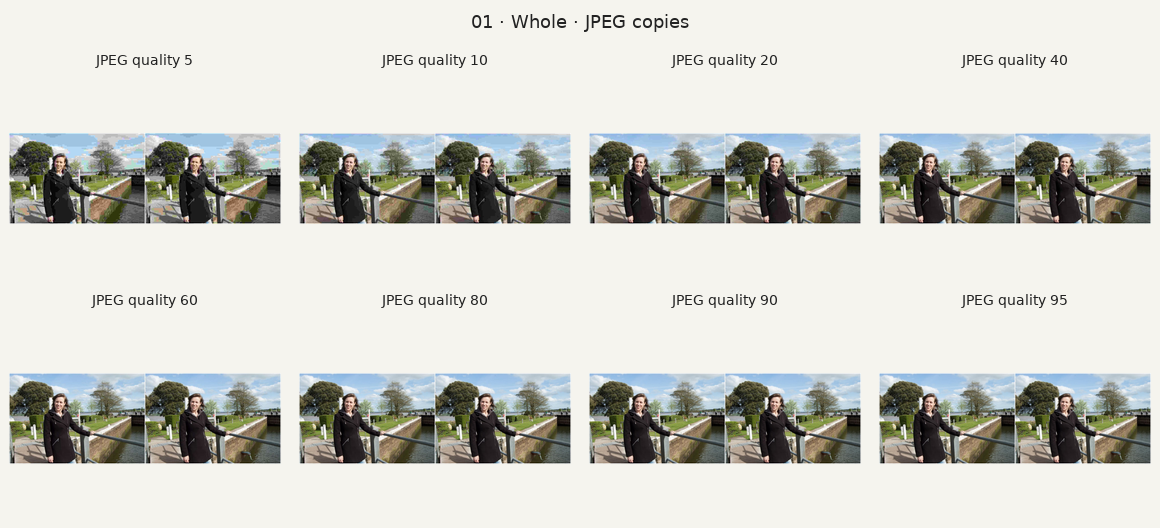 01 · Whole · JPEG copies
JPEG quality 5
JPEG quality 10
JPEG quality 20
JPEG quality 40
JPEG quality 60
JPEG quality 80
JPEG quality 90
JPEG quality 95